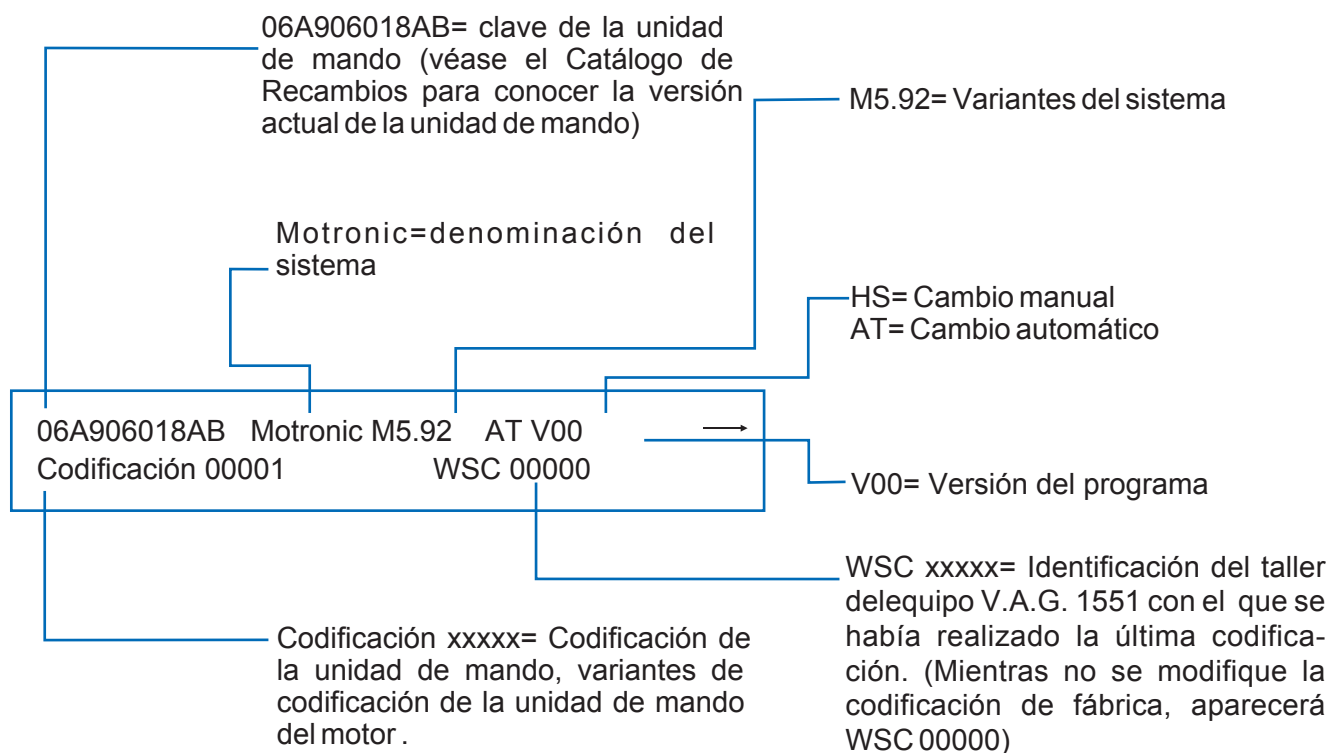 06A906018AB= clave de la unidad
de mando (véase el Catálogo de
Recambios para conocer la versión
actual de la unidad de mando)
M5.92= Variantes del sistema
Motronic=denominación del
sistema
HS= Cambio manual
AT= Cambio automático
06A906018AB Motronic M5.92 AT V00 →
Codificación 00001 WSC 00000
V00= Versión del programa
WSC xxxxx= Identificación del taller
delequipo V.A.G. 1551 con el que se
había realizado la última codifica-
ción. (Mientras no se modifique la
codificación de fábrica, aparecerá
WSC 00000)
Codificación xxxxx= Codificación de
la unidad de mando, variantes de
codificación de la unidad de mando
del motor .